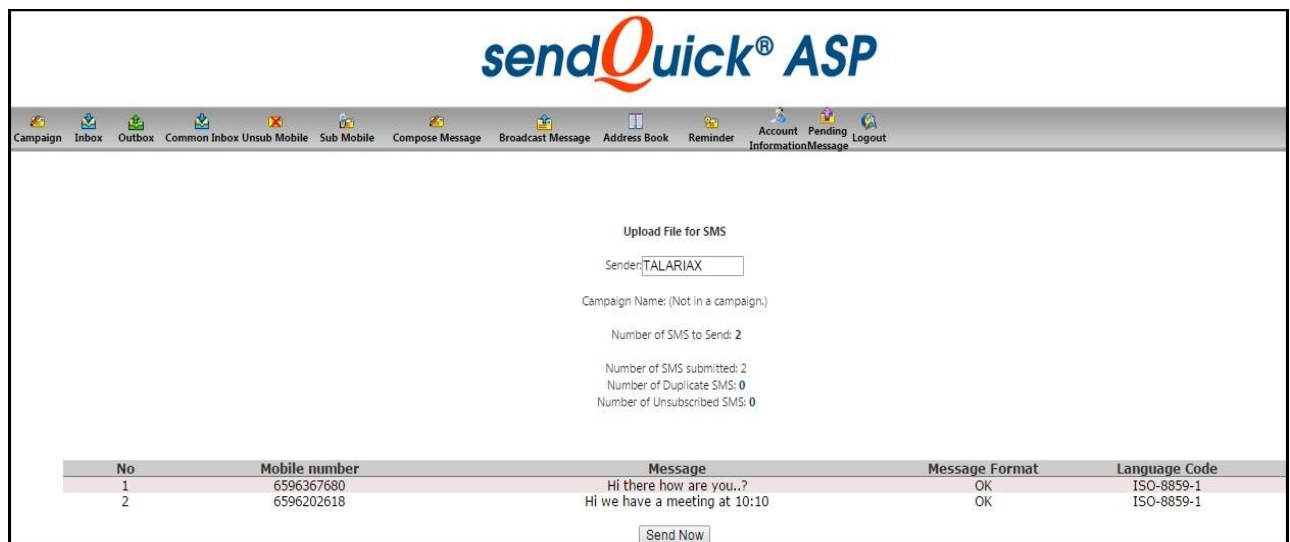 sendQuick® ASP
Campaign Inbox Outbox Common Inbox Unsub Mobile Sub Mobile Compose Message Broadcast Message Address Book Reminder Account Information Pending Message Logout
Upload File for SMS
Sender: TALARIAX
Campaign Name: (Not in a campaign.)
Number of SMS to Send: 2
Number of SMS submitted: 2
Number of Duplicate SMS: 0
Number of Unsubscribed SMS: 0
No Mobile number Message Message Format Language Code
1 6596367680 Hi there how are you..? OK ISO-8859-1
2 6596202618 Hi we have a meeting at 10:10 OK ISO-8859-1
Send Now